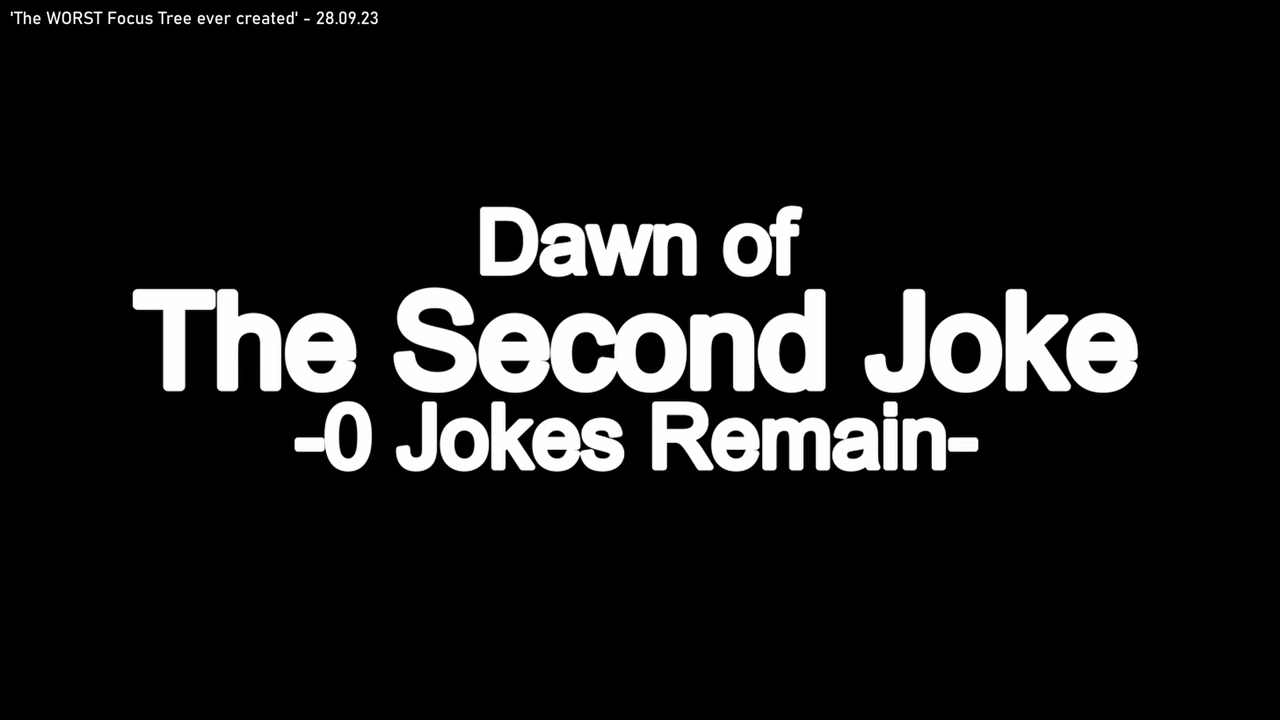 'The WORST Focus Tree ever created' - 28.09.23
Dawn of
The Second Joke
-0 Jokes Remain-